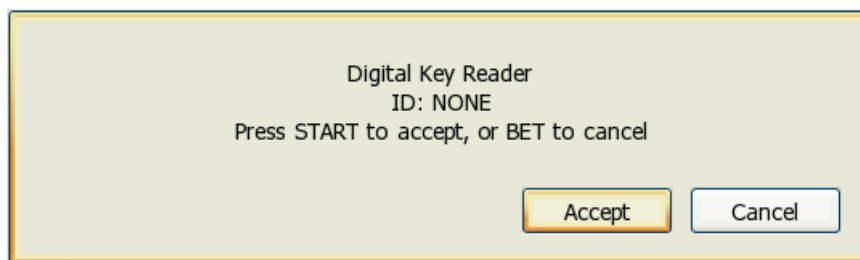 Digital Key Reader
ID: NONE
Press START to accept, or BET to cancel
Accept
Cancel